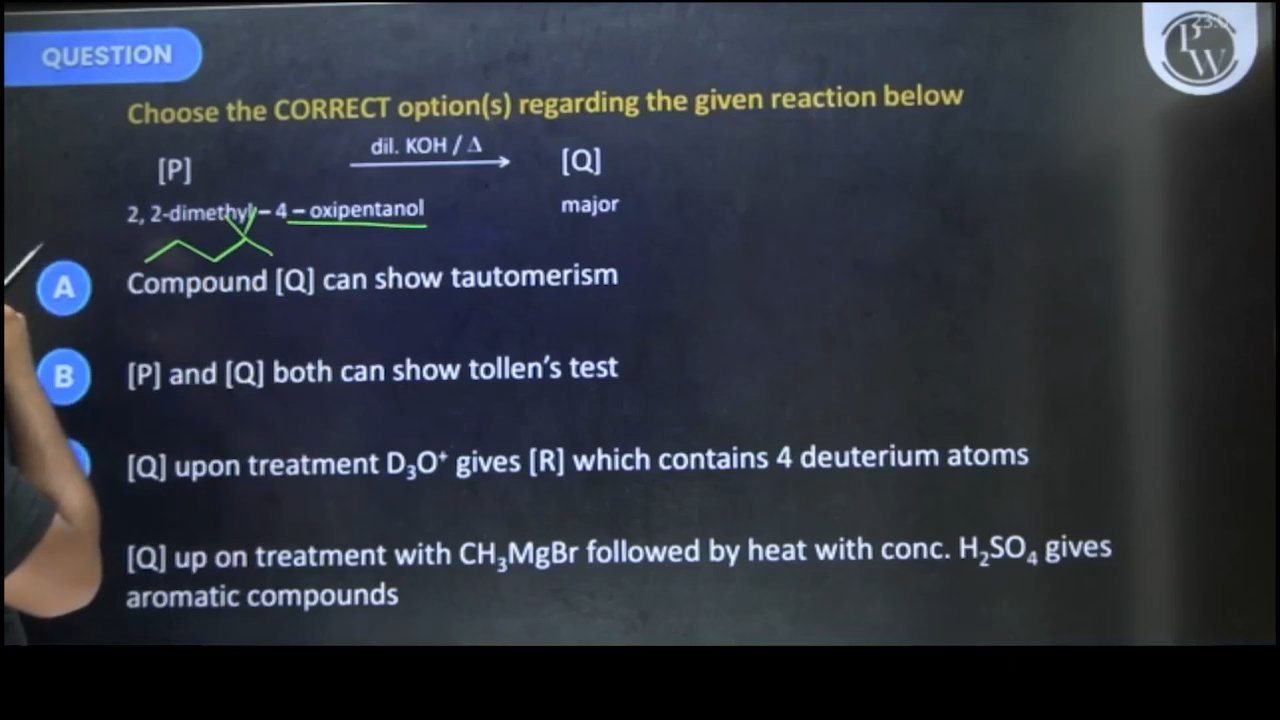 QUESTION
PW
Choose the CORRECT option(s) regarding the given reaction below
[P] dil. KOH / Δ [Q]
2, 2-dimethyl – 4 – oxipentanol major
A Compound [Q] can show tautomerism
B [P] and [Q] both can show tollen's test
[Q] upon treatment D₃O⁺ gives [R] which contains 4 deuterium atoms
[Q] up on treatment with CH₃MgBr followed by heat with conc. H₂SO₄ gives
aromatic compounds